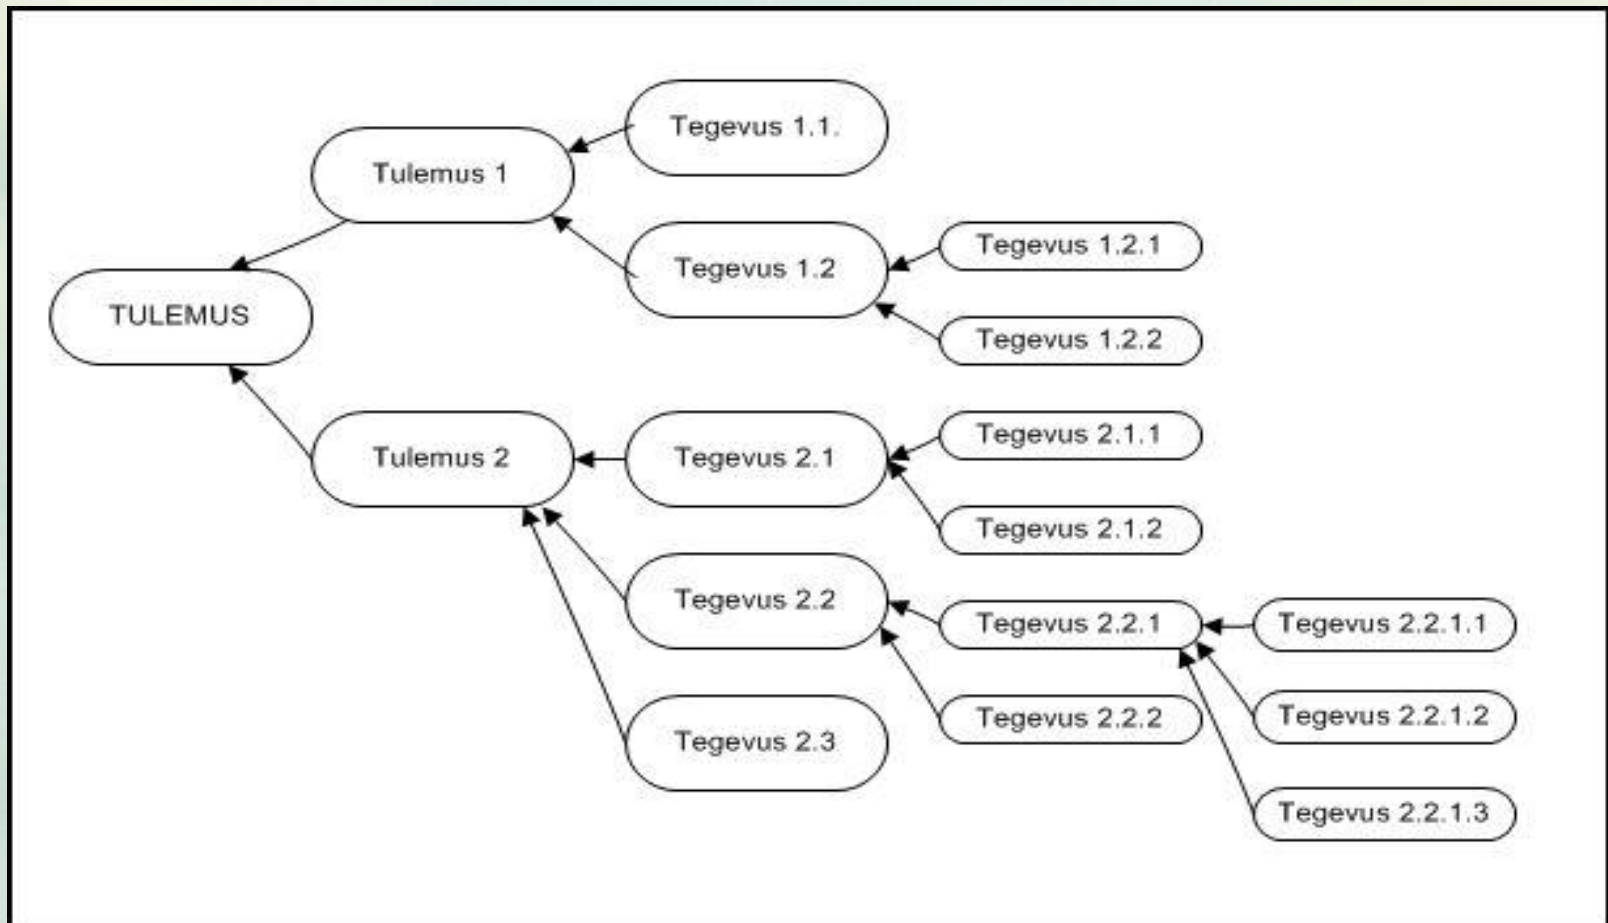 Tegevus 1.1.
Tulemus 1
Tegevus 1.2
Tegevus 1.2.1
Tegevus 1.2.2
TULEMUS
Tulemus 2
Tegevus 2.1
Tegevus 2.1.1
Tegevus 2.1.2
Tegevus 2.2
Tegevus 2.2.1
Tegevus 2.2.1.1
Tegevus 2.2.2
Tegevus 2.2.1.2
Tegevus 2.3
Tegevus 2.2.1.3